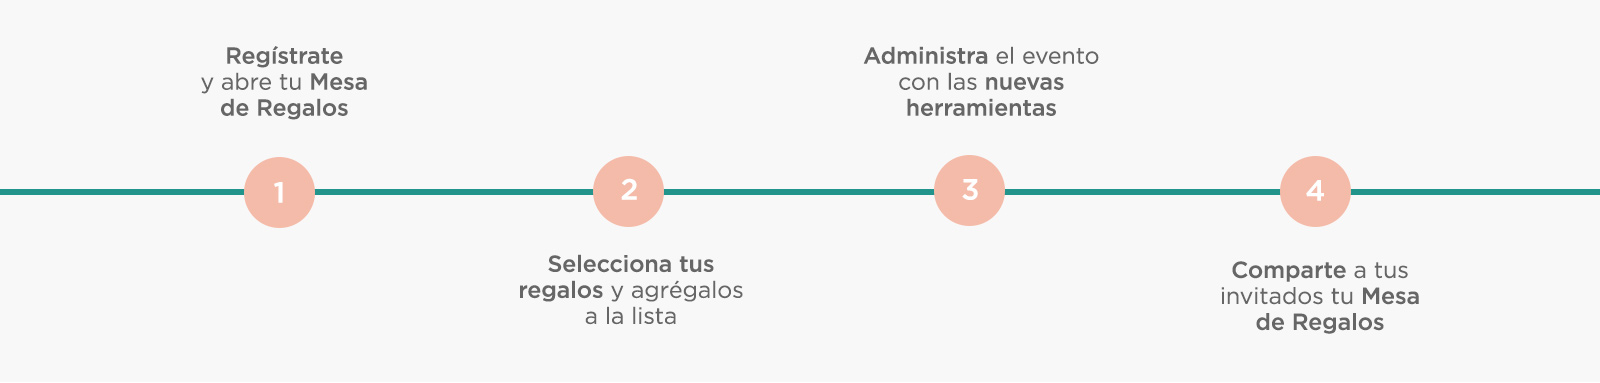 Regístrate
y abre tu Mesa
de Regalos
1
2
Selecciona tus
regalos y agrégalos
a la lista
Administra el evento
con las nuevas
herramientas
3
4
Comparte a tus
invitados tu Mesa
de Regalos